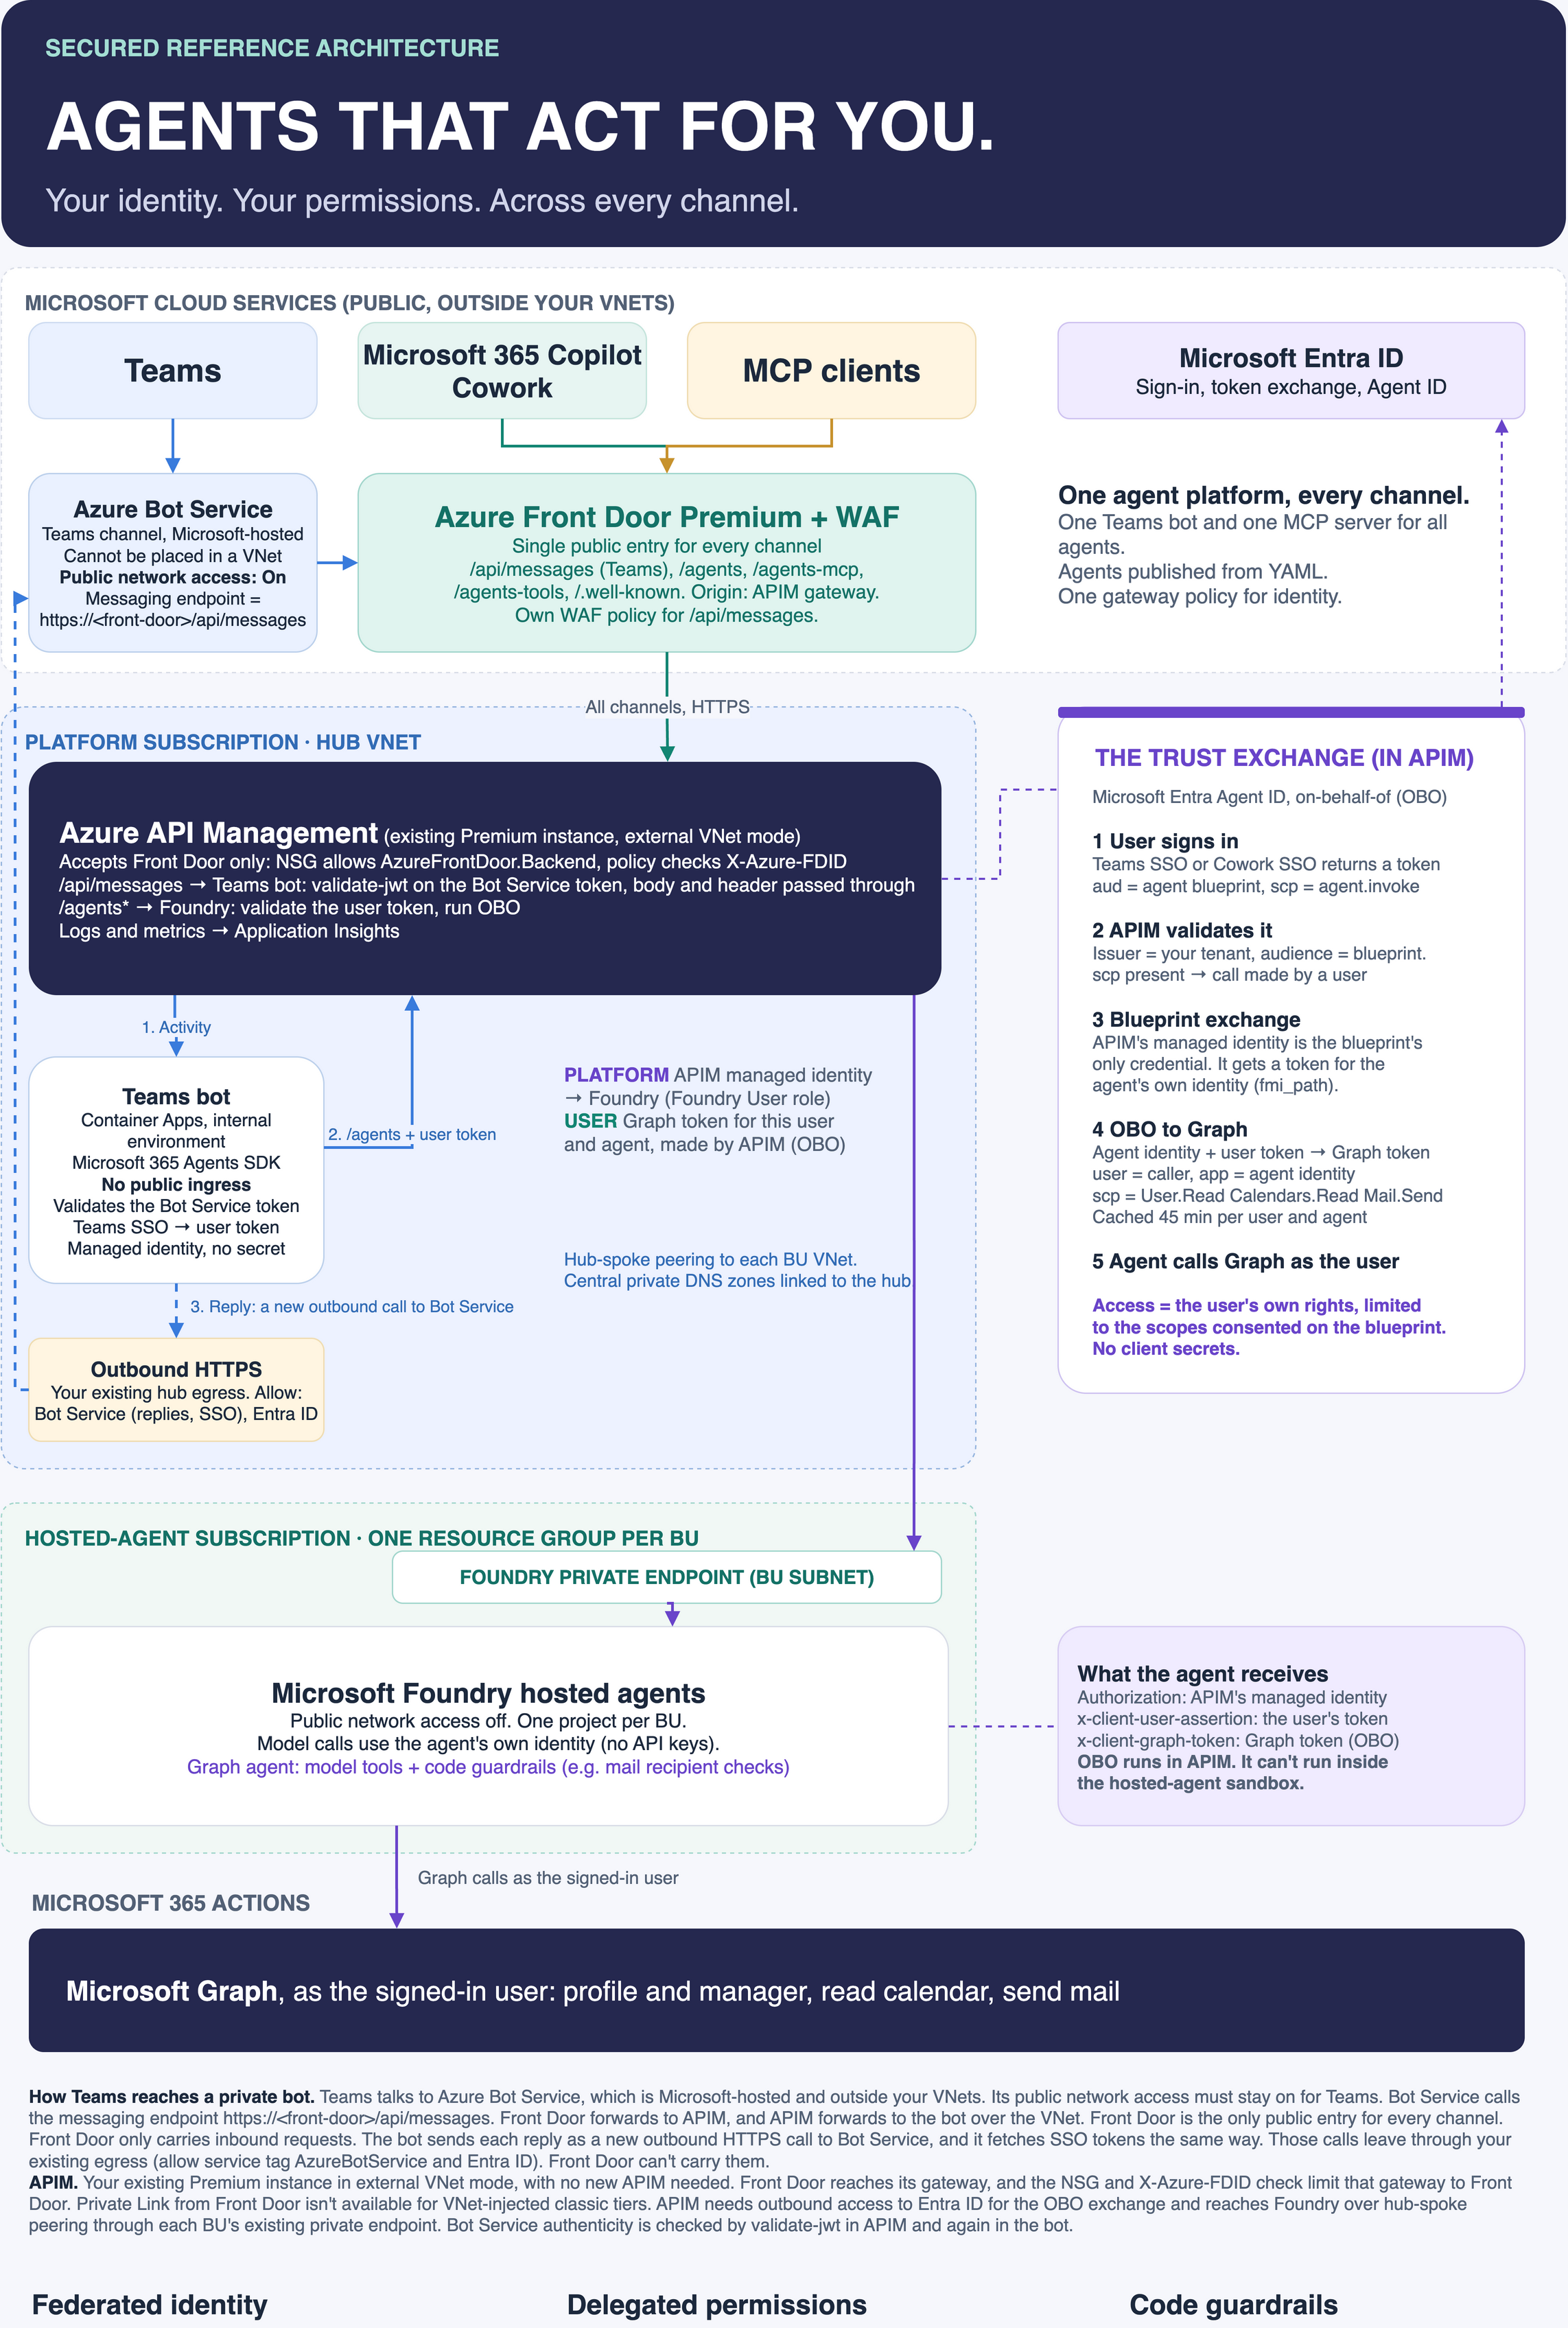 SECURED REFERENCE ARCHITECTURE
AGENTS THAT ACT FOR YOU.
Your identity. Your permissions. Across every channel.
MICROSOFT CLOUD SERVICES (PUBLIC, OUTSIDE YOUR VNETS)
Teams
Microsoft 365 Copilot
Cowork
MCP clients
Microsoft Entra ID
Sign-in, token exchange, Agent ID
Azure Bot Service
Teams channel, Microsoft-hosted
Cannot be placed in a VNet
Public network access: On
Messaging endpoint =
https://<front-door>/api/messages
Azure Front Door Premium + WAF
Single public entry for every channel
/api/messages (Teams), /agents, /agents-mcp,
/agents-tools, /.well-known. Origin: APIM gateway.
Own WAF policy for /api/messages.
One agent platform, every channel.
One Teams bot and one MCP server for all
agents.
Agents published from YAML.
One gateway policy for identity.
All channels, HTTPS
PLATFORM SUBSCRIPTION · HUB VNET
Azure API Management (existing Premium instance, external VNet mode)
Accepts Front Door only: NSG allows AzureFrontDoor.Backend, policy checks X-Azure-FDID
/api/messages → Teams bot: validate-jwt on the Bot Service token, body and header passed through
/agents* → Foundry: validate the user token, run OBO
Logs and metrics → Application Insights
1. Activity
Teams bot
Container Apps, internal
environment
Microsoft 365 Agents SDK
No public ingress
Validates the Bot Service token
Teams SSO → user token
Managed identity, no secret
2. /agents + user token
PLATFORM APIM managed identity
→ Foundry (Foundry User role)
USER Graph token for this user
and agent, made by APIM (OBO)
Hub-spoke peering to each BU VNet.
Central private DNS zones linked to the hub.
3. Reply: a new outbound call to Bot Service
Outbound HTTPS
Your existing hub egress. Allow:
Bot Service (replies, SSO), Entra ID
THE TRUST EXCHANGE (IN APIM)
Microsoft Entra Agent ID, on-behalf-of (OBO)
1 User signs in
Teams SSO or Cowork SSO returns a token
aud = agent blueprint, scp = agent.invoke
2 APIM validates it
Issuer = your tenant, audience = blueprint.
scp present → call made by a user
3 Blueprint exchange
APIM's managed identity is the blueprint's
only credential. It gets a token for the
agent's own identity (fmi_path).
4 OBO to Graph
Agent identity + user token → Graph token
user = caller, app = agent identity
scp = User.Read Calendars.Read Mail.Send
Cached 45 min per user and agent
5 Agent calls Graph as the user
Access = the user's own rights, limited
to the scopes consented on the blueprint.
No client secrets.
HOSTED-AGENT SUBSCRIPTION · ONE RESOURCE GROUP PER BU
FOUNDRY PRIVATE ENDPOINT (BU SUBNET)
Microsoft Foundry hosted agents
Public network access off. One project per BU.
Model calls use the agent's own identity (no API keys).
Graph agent: model tools + code guardrails (e.g. mail recipient checks)
What the agent receives
Authorization: APIM's managed identity
x-client-user-assertion: the user's token
x-client-graph-token: Graph token (OBO)
OBO runs in APIM. It can't run inside
the hosted-agent sandbox.
Graph calls as the signed-in user
MICROSOFT 365 ACTIONS
Microsoft Graph, as the signed-in user: profile and manager, read calendar, send mail
How Teams reaches a private bot. Teams talks to Azure Bot Service, which is Microsoft-hosted and outside your VNets. Its public network access must stay on for Teams. Bot Service calls
the messaging endpoint https://<front-door>/api/messages. Front Door forwards to APIM, and APIM forwards to the bot over the VNet. Front Door is the only public entry for every channel.
Front Door only carries inbound requests. The bot sends each reply as a new outbound HTTPS call to Bot Service, and it fetches SSO tokens the same way. Those calls leave through your
existing egress (allow service tag AzureBotService and Entra ID). Front Door can't carry them.
APIM. Your existing Premium instance in external VNet mode, with no new APIM needed. Front Door reaches its gateway, and the NSG and X-Azure-FDID check limit that gateway to Front
Door. Private Link from Front Door isn't available for VNet-injected classic tiers. APIM needs outbound access to Entra ID for the OBO exchange and reaches Foundry over hub-spoke
peering through each BU's existing private endpoint. Bot Service authenticity is checked by validate-jwt in APIM and again in the bot.
Federated identity
Delegated permissions
Code guardrails